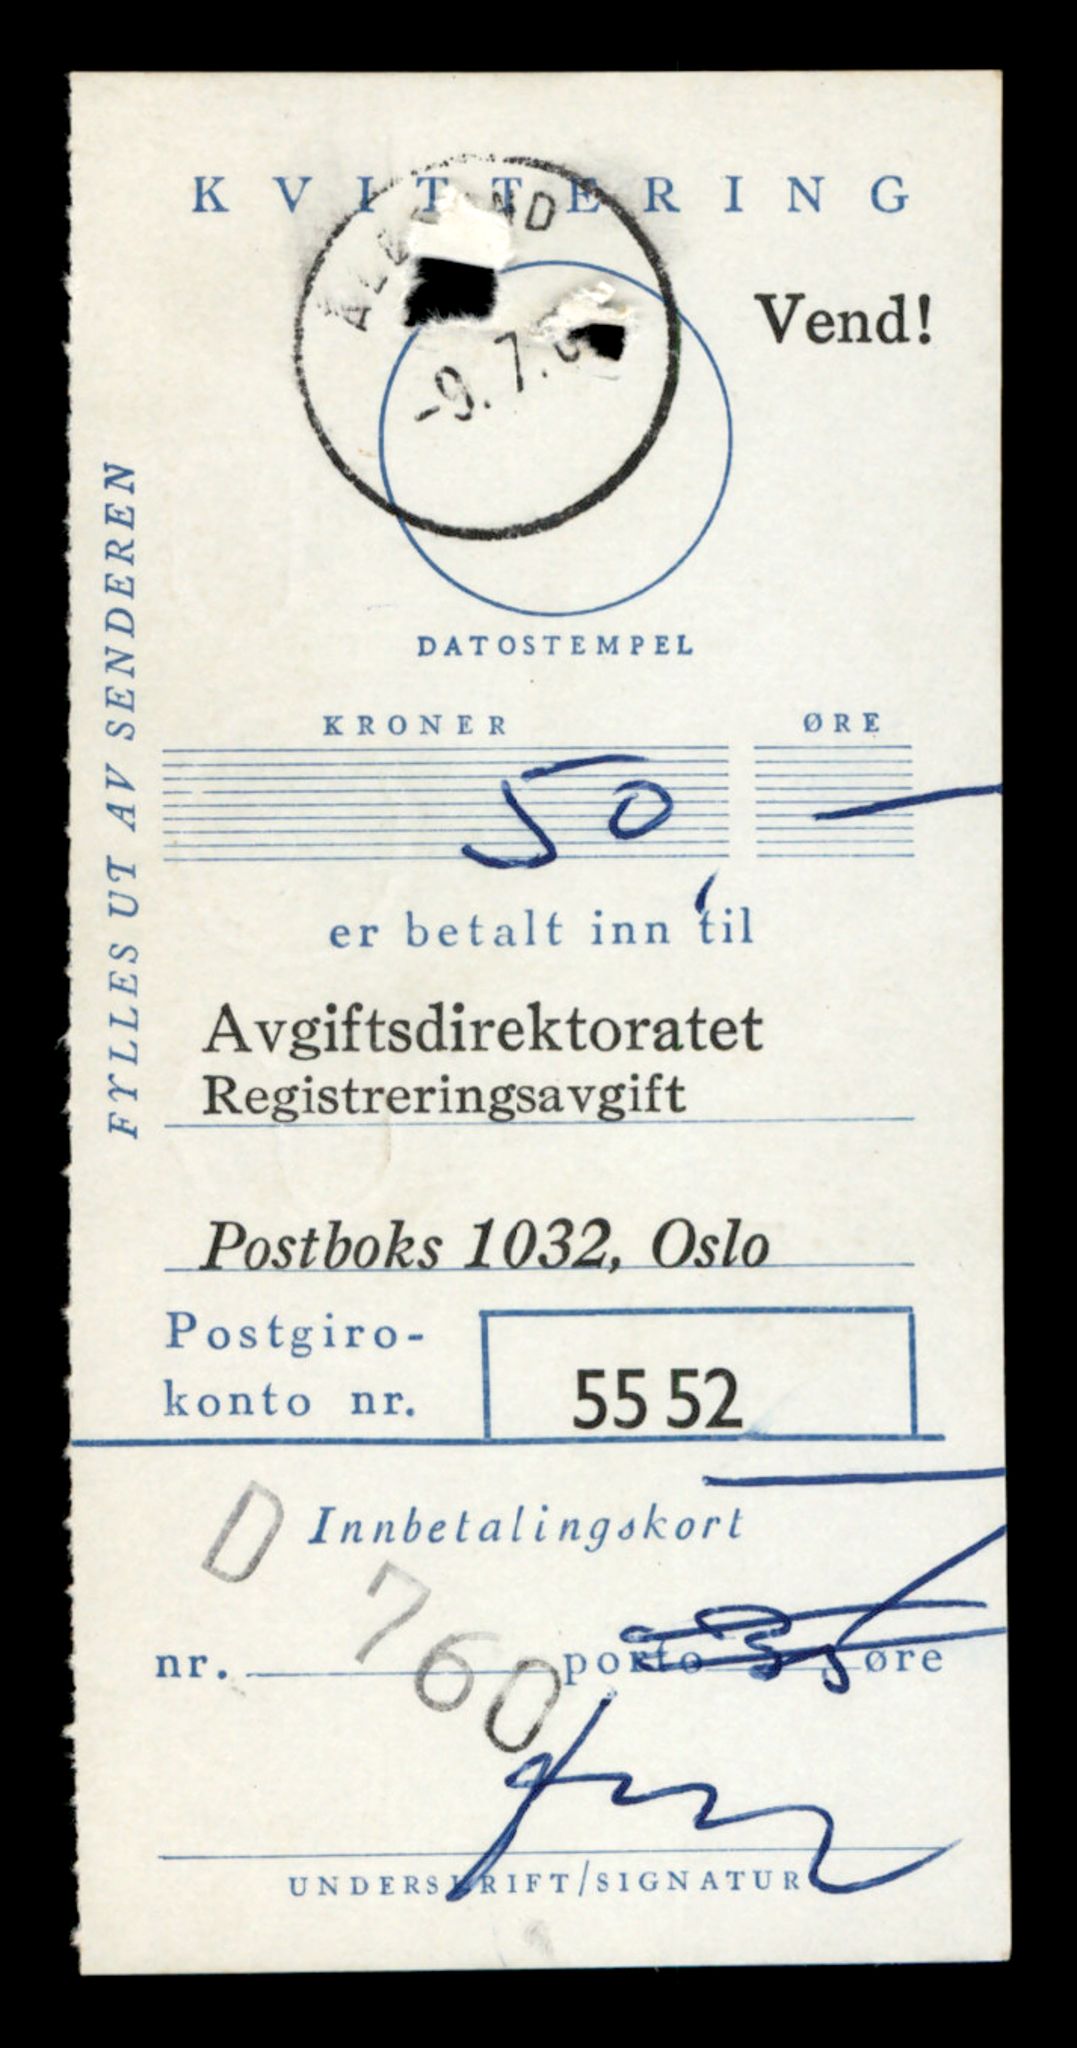 KVITTERING
Vend!
-9. 7.
DATOSTEMPEL
KRONER ØRE
50 —
er betalt inn til
Avgiftsdirektoratet
Registreringsavgift
Postboks 1032, Oslo
Postgiro-
konto nr.
55 52
Innbetalingskort
D 760
nr. porto 35 øre
UNDERSKRIFT/SIGNATUR
FYLLES UT AV SENDEREN